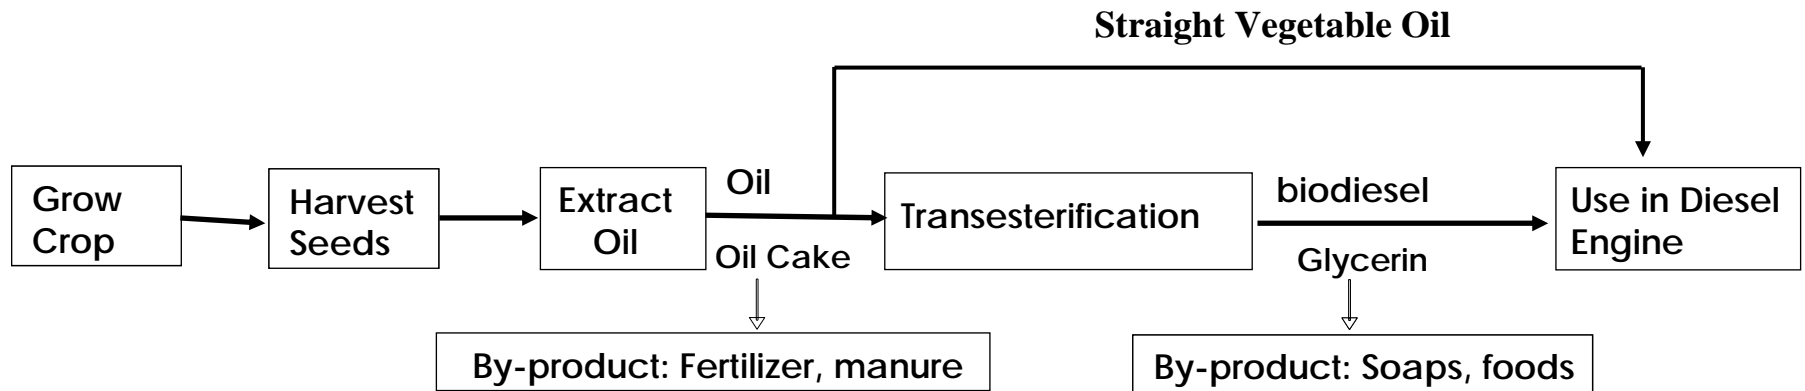 Straight Vegetable Oil
Grow
Crop
Harvest
Seeds
Extract
Oil
Oil
Oil Cake
Transesterification
biodiesel
Glycerin
Use in Diesel
Engine
By-product: Fertilizer, manure
By-product: Soaps, foods